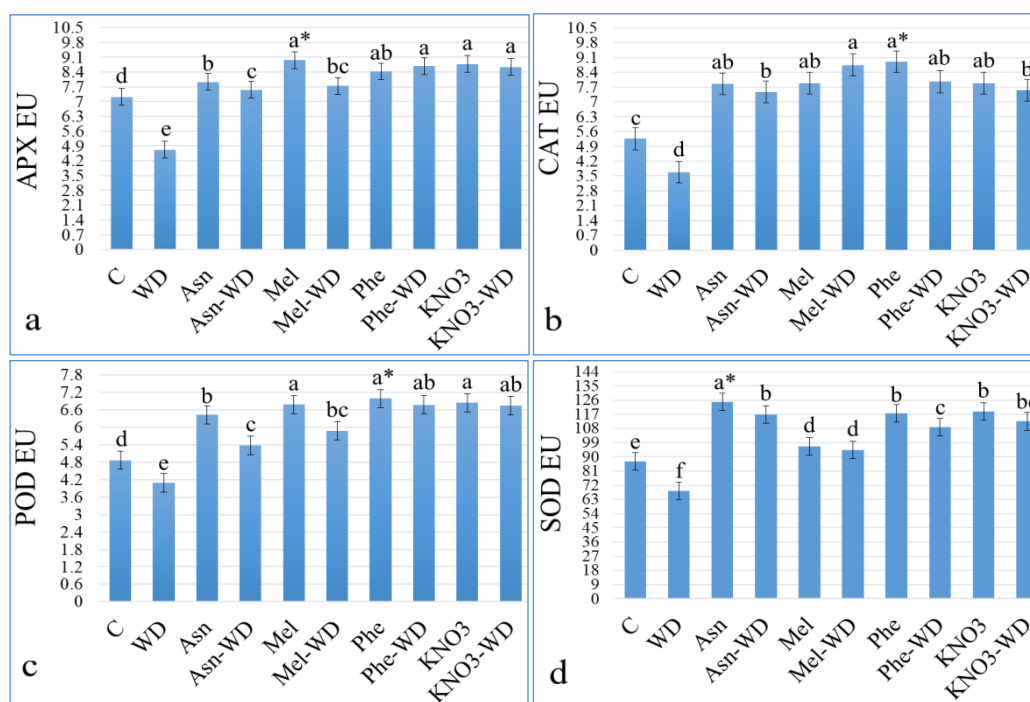 APX EU
10.5
9.8
9.1
8.4
7.7
7
6.3
5.6
4.9
4.2
3.5
2.8
2.1
1.4
0.7
0
d
e
b
c
a*
bc
ab
a
a
a
C
WD
Asn
Asn-WD
Mel
Mel-WD
Phe
Phe-WD
KNO3
KNO3-WD
a
CAT EU
10.5
9.8
9.1
8.4
7.7
7
6.3
5.6
4.9
4.2
3.5
2.8
2.1
1.4
0.7
0
c
d
ab
b
ab
a
a*
ab
ab
b
C
WD
Asn
Asn-WD
Mel
Mel-WD
Phe
Phe-WD
KNO3
KNO3-WD
b
POD EU
7.8
7.2
6.6
6
5.4
4.8
4.2
3.6
3
2.4
1.8
1.2
0.6
0
d
e
b
c
a
bc
a*
ab
a
ab
C
WD
Asn
Asn-WD
Mel
Mel-WD
Phe
Phe-WD
KNO3
KNO3-WD
c
SOD EU
144
135
126
117
108
99
90
81
72
63
54
45
36
27
18
9
0
e
f
a*
b
d
d
b
c
b
C
WD
Asn
Asn-WD
Mel
Mel-WD
Phe
Phe-WD
KNO3
KNO3-WD
d